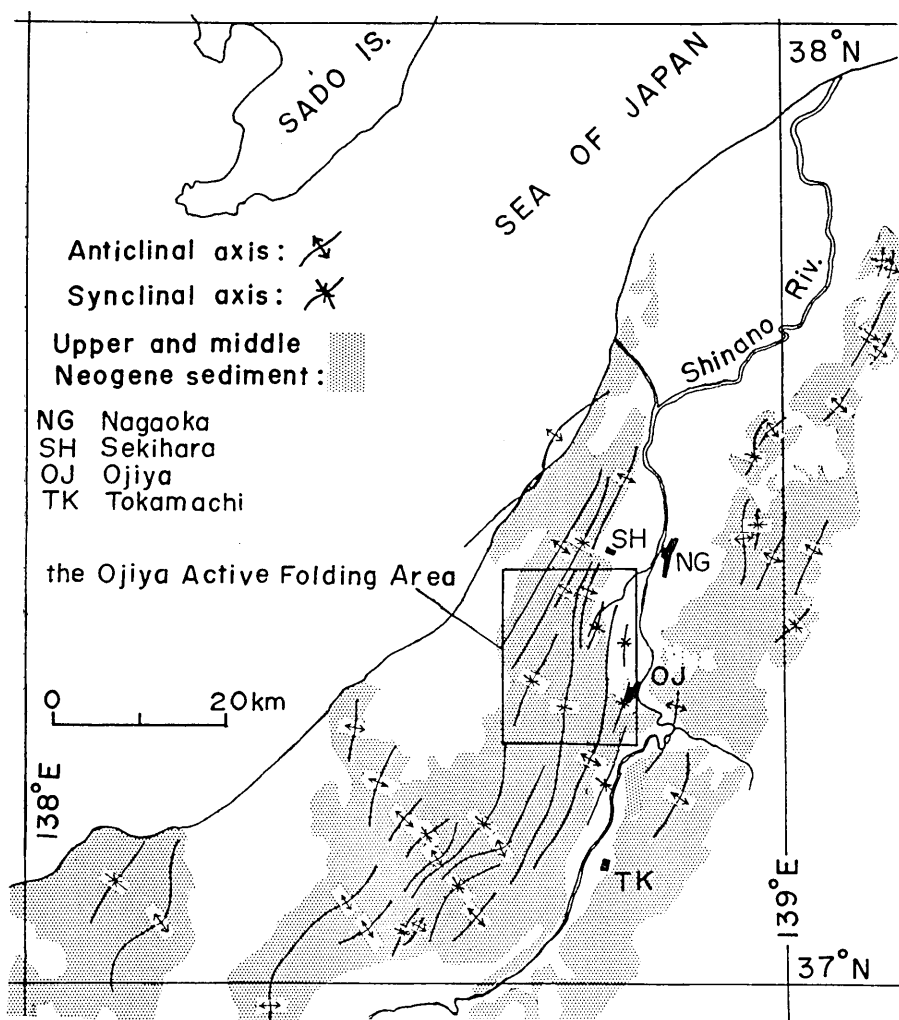 38°N
SADO IS.
SEA OF JAPAN
Anticlinal axis:
Synclinal axis:
Upper and middle
Neogene sediment:
Shinano Riv.
NG Nagaoka
SH Sekihara
OJ Ojiya
TK Tokamachi
SH
NG
the Ojiya Active Folding Area
OJ
0 20km
138°E
TK
139°E
37°N